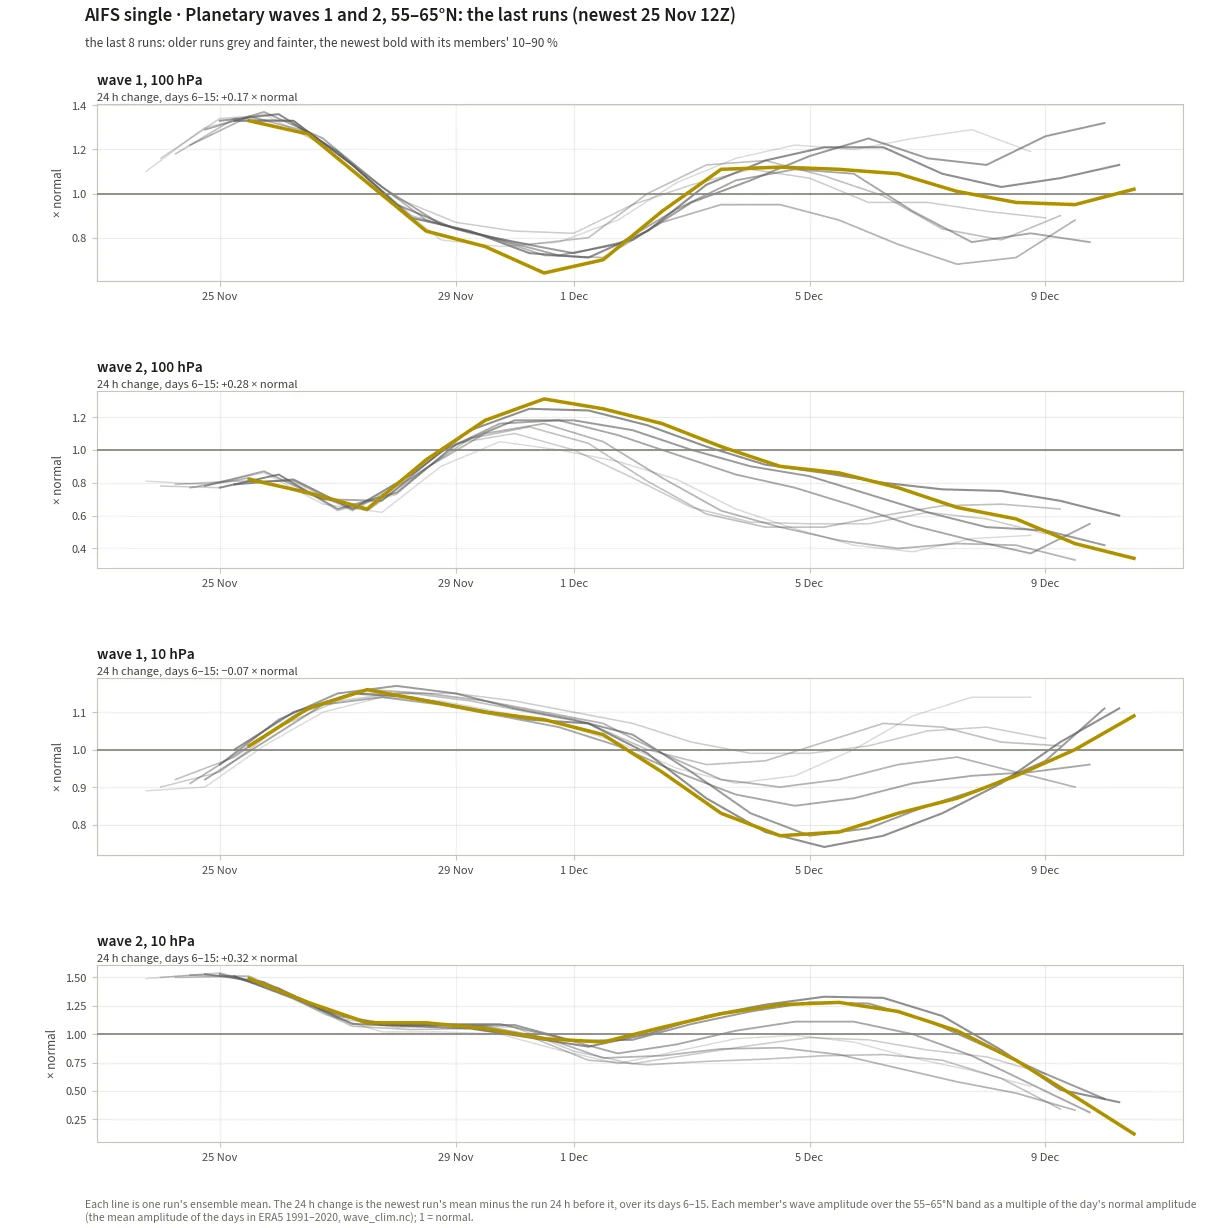 AIFS single · Planetary waves 1 and 2, 55–65°N: the last runs (newest 25 Nov 12Z)
the last 8 runs: older runs grey and fainter, the newest bold with its members' 10–90 %
wave 1, 100 hPa
24 h change, days 6–15: +0.17 × normal
1.4
1.2
1.0
0.8
× normal
25 Nov
29 Nov
1 Dec
5 Dec
9 Dec
wave 2, 100 hPa
24 h change, days 6–15: +0.28 × normal
1.2
1.0
0.8
0.6
0.4
× normal
25 Nov
29 Nov
1 Dec
5 Dec
9 Dec
wave 1, 10 hPa
24 h change, days 6–15: −0.07 × normal
1.1
1.0
0.9
0.8
× normal
25 Nov
29 Nov
1 Dec
5 Dec
9 Dec
wave 2, 10 hPa
24 h change, days 6–15: +0.32 × normal
1.50
1.25
1.00
0.75
0.50
0.25
× normal
25 Nov
29 Nov
1 Dec
5 Dec
9 Dec
Each line is one run's ensemble mean. The 24 h change is the newest run's mean minus the run 24 h before it, over its days 6–15. Each member's wave amplitude over the 55–65°N band as a multiple of the day's normal amplitude
(the mean amplitude of the days in ERA5 1991–2020, wave_clim.nc); 1 = normal.